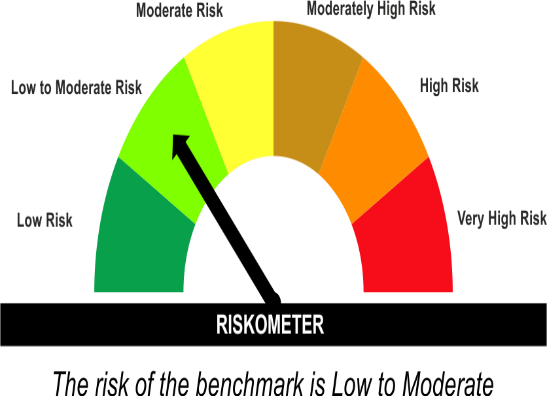 Moderate Risk
Moderately High Risk
Low to Moderate Risk
High Risk
Low Risk
Very High Risk
RISKOMETER
The risk of the benchmark is Low to Moderate